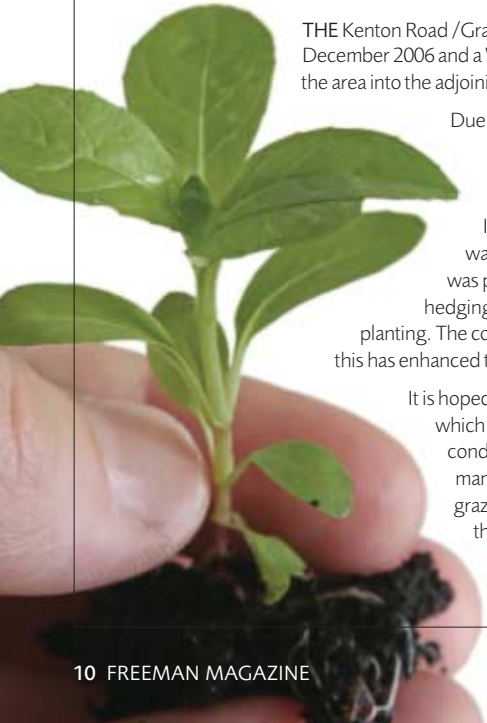 THE Kenton Road /Gra
December 2006 and a
the area into the adjoini
Due
I
wa
was p
hedging
planting. The co
this has enhanced t
It is hoped
which
cond
man
graz
th
10 FREEMAN MAGAZINE